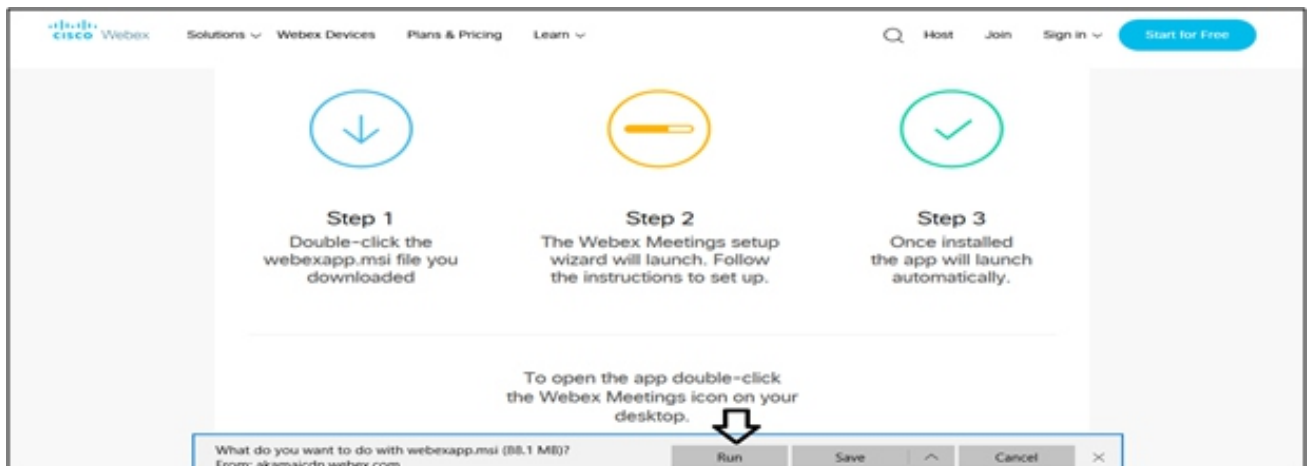 CISCO Webex Solutions Webex Devices Plans & Pricing Learn Host Join Sign in Start for Free
Step 1
Double-click the
webexapp.msi file you
downloaded
Step 2
The Webex Meetings setup
wizard will launch. Follow
the instructions to set up.
Step 3
Once installed
the app will launch
automatically.
To open the app double-click
the Webex Meetings icon on your
desktop.
What do you want to do with webexapp.msi (88.1 MB)?
From: akamaicdn.webex.com
Run Save Cancel